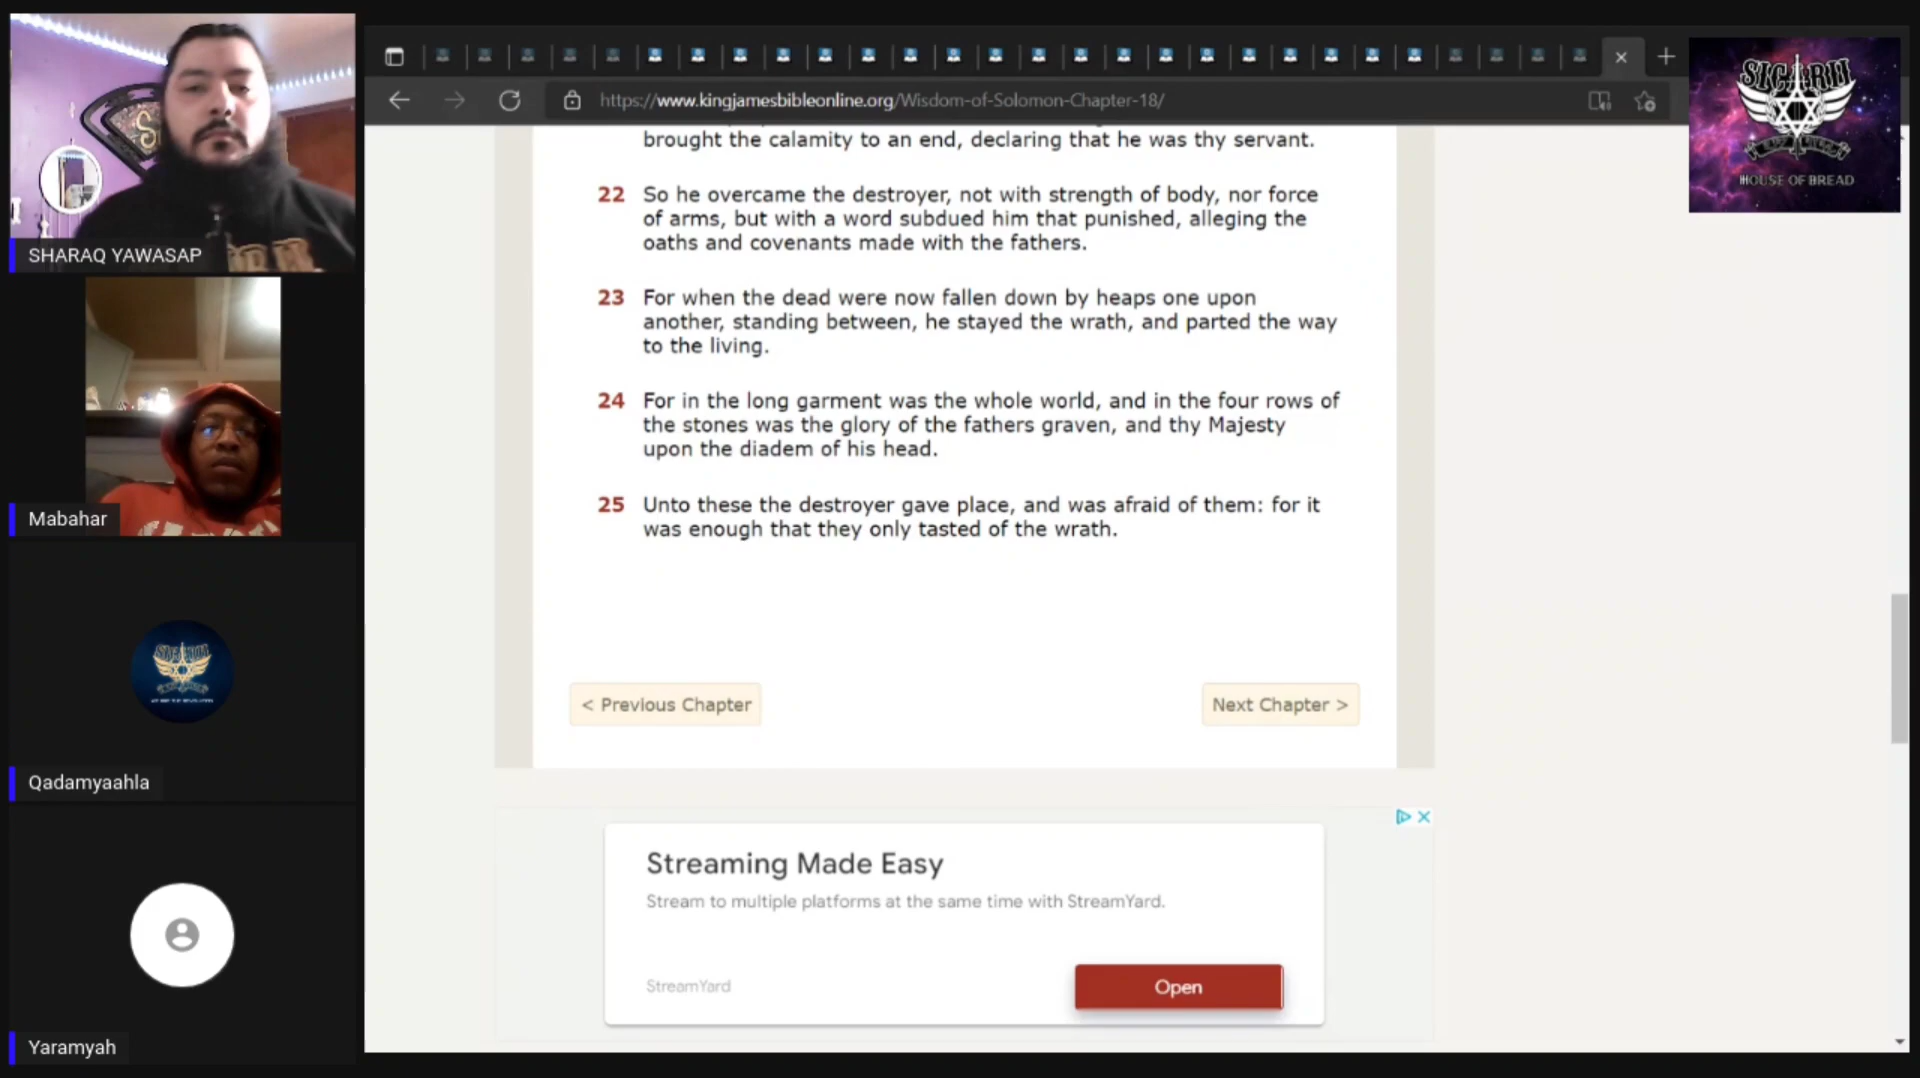 https://www.kingjamesbibleonline.org/Wisdom-of-Solomon-Chapter-18/
SICARII
HOUSE OF BREAD
SHARAQ YAWASAP
Mabahar
SICARII
Qadamyaahla
Yaramyah
brought the calamity to an end, declaring that he was thy servant.
22 So he overcame the destroyer, not with strength of body, nor force
of arms, but with a word subdued him that punished, alleging the
oaths and covenants made with the fathers.
23 For when the dead were now fallen down by heaps one upon
another, standing between, he stayed the wrath, and parted the way
to the living.
24 For in the long garment was the whole world, and in the four rows of
the stones was the glory of the fathers graven, and thy Majesty
upon the diadem of his head.
25 Unto these the destroyer gave place, and was afraid of them: for it
was enough that they only tasted of the wrath.
< Previous Chapter
Next Chapter >
Streaming Made Easy
Stream to multiple platforms at the same time with StreamYard.
StreamYard
Open